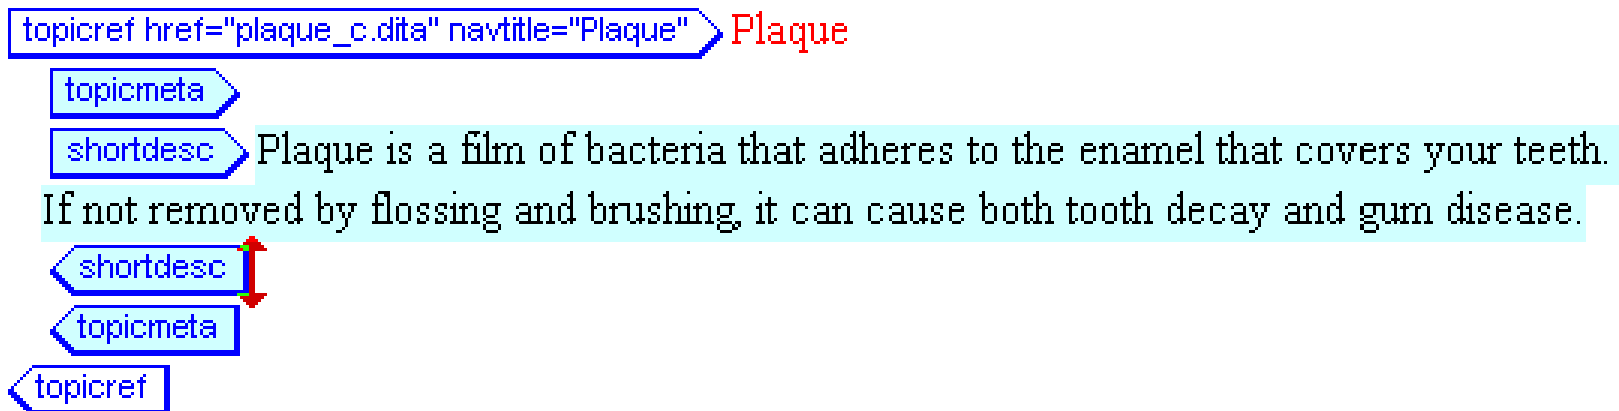 topicref href="plaque_c.dita" navtitle="Plaque" Plaque
topicmeta
shortdesc Plaque is a film of bacteria that adheres to the enamel that covers your teeth.
If not removed by flossing and brushing, it can cause both tooth decay and gum disease.
shortdesc
topicmeta
topicref